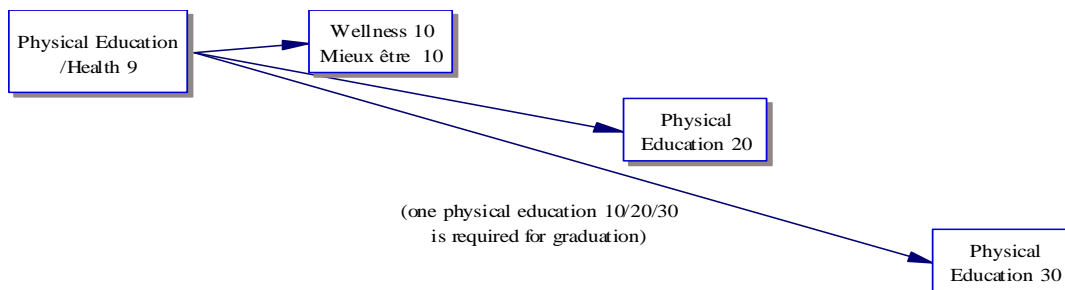 Physical Education
/Health 9
Wellness 10
Mieux être  10
Physical
Education 20
(one physical education 10/20/30
is required for graduation)
Physical
Education 30